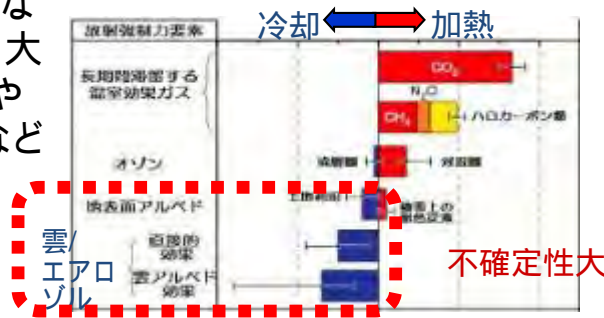 な
大
や
など
冷却
加熱
放射強制力要素
長期間滞留する
温室効果ガス
CO₂
N₂O
CH₄
ハロカーボン類
オゾン
成層圏
対流圏
地表面アルベド
土地利用
積雪上の
黒色炭素
直接的
効果
雲アルベド
効果
雲/
エアロ
ゾル
不確定性大